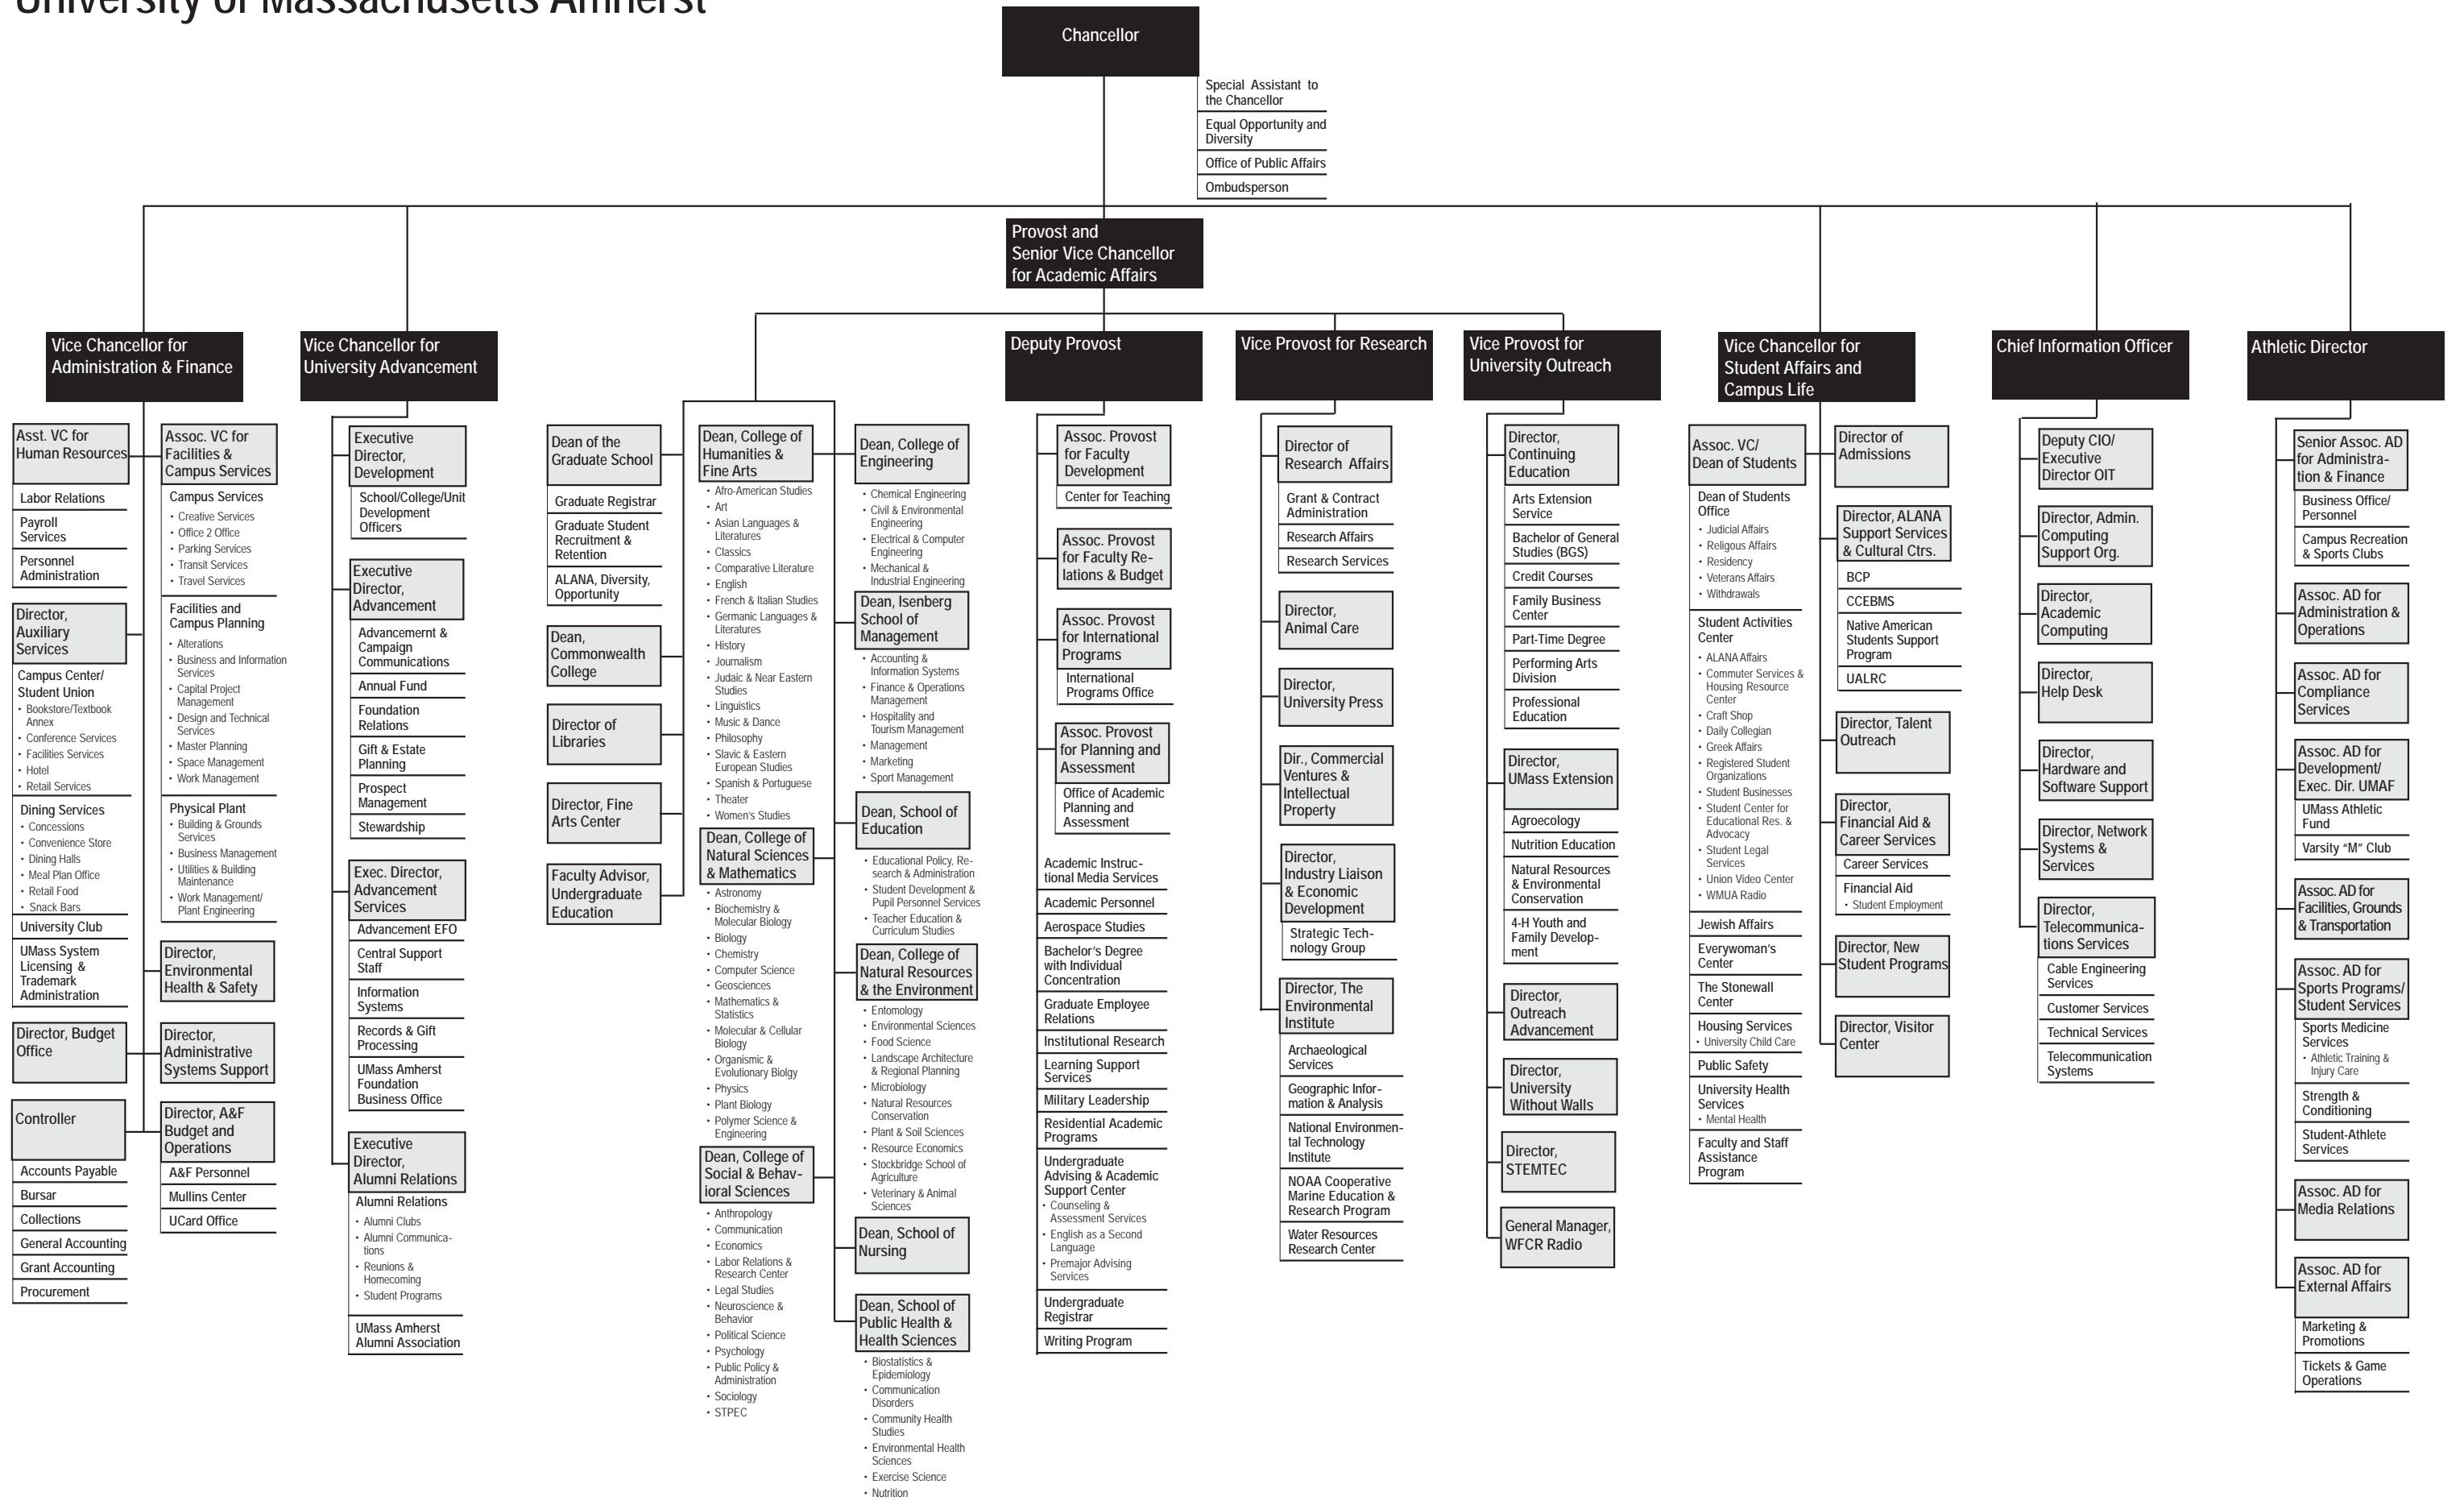 University of Massachusetts Amherst
Chancellor
Special Assistant to
the Chancellor
Equal Opportunity and
Diversity
Office of Public Affairs
Ombudsperson
Provost and
Senior Vice Chancellor
for Academic Affairs
Vice Chancellor for
Administration & Finance
Asst. VC for
Human Resources
Labor Relations
Payroll
Services
Personnel
Administration
Director,
Auxiliary
Services
Campus Center/
Student Union
• Bookstore/Textbook
Annex
• Conference Services
• Facilities Services
• Hotel
• Retail Services
Dining Services
• Concessions
• Convenience Store
• Dining Halls
• Meal Plan Office
• Retail Food
• Snack Bars
University Club
UMass System
Licensing &
Trademark
Administration
Director, Budget
Office
Controller
Accounts Payable
Bursar
Collections
General Accounting
Grant Accounting
Procurement
Assoc. VC for
Facilities &
Campus Services
Campus Services
• Creative Services
• Office 2 Office
• Parking Services
• Transit Services
• Travel Services
Facilities and
Campus Planning
• Alterations
• Business and Information
Services
• Capital Project
Management
• Design and Technical
Services
• Master Planning
• Space Management
• Work Management
Physical Plant
• Building & Grounds
Services
• Business Management
• Utilities & Building
Maintenance
• Work Management/
Plant Engineering
Director,
Environmental
Health & Safety
Director,
Administrative
Systems Support
Director, A&F
Budget and
Operations
A&F Personnel
Mullins Center
UCard Office
Vice Chancellor for
University Advancement
Executive
Director,
Development
School/College/Unit
Development
Officers
Executive
Director,
Advancement
Advancemernt &
Campaign
Communications
Annual Fund
Foundation
Relations
Gift & Estate
Planning
Prospect
Management
Stewardship
Exec. Director,
Advancement
Services
Advancement EFO
Central Support
Staff
Information
Systems
Records & Gift
Processing
UMass Amherst
Foundation
Business Office
Executive
Director,
Alumni Relations
Alumni Relations
• Alumni Clubs
• Alumni Communica-
tions
• Reunions &
Homecoming
• Student Programs
UMass Amherst
Alumni Association
Dean of the
Graduate School
Graduate Registrar
Graduate Student
Recruitment &
Retention
ALANA, Diversity,
Opportunity
Dean,
Commonwealth
College
Director of
Libraries
Director, Fine
Arts Center
Faculty Advisor,
Undergraduate
Education
Dean, College of
Humanities &
Fine Arts
• Afro-American Studies
• Art
• Asian Languages &
Literatures
• Classics
• Comparative Literature
• English
• French & Italian Studies
• Germanic Languages &
Literatures
• History
• Journalism
• Judaic & Near Eastern
Studies
• Linguistics
• Music & Dance
• Philosophy
• Slavic & Eastern
European Studies
• Spanish & Portuguese
• Theater
• Women's Studies
Dean, College of
Natural Sciences
& Mathematics
• Astronomy
• Biochemistry &
Molecular Biology
• Biology
• Chemistry
• Computer Science
• Geosciences
• Mathematics &
Statistics
• Molecular & Cellular
Biology
• Organismic &
Evolutionary Biolgy
• Physics
• Plant Biology
• Polymer Science &
Engineering
Dean, College of
Social & Behav-
ioral Sciences
• Anthropology
• Communication
• Economics
• Labor Relations &
Research Center
• Legal Studies
• Neuroscience &
Behavior
• Political Science
• Psychology
• Public Policy &
Administration
• Sociology
• STPEC
Dean, College of
Engineering
• Chemical Engineering
• Civil & Environmental
Engineering
• Electrical & Computer
Engineering
• Mechanical &
Industrial Engineering
Dean, Isenberg
School of
Management
• Accounting &
Information Systems
• Finance & Operations
Management
• Hospitality and
Tourism Management
• Management
• Marketing
• Sport Management
Dean, School of
Education
• Educational Policy, Re-
search & Administration
• Student Development &
Pupil Personnel Services
• Teacher Education &
Curriculum Studies
Dean, College of
Natural Resources
& the Environment
• Entomology
• Environmental Sciences
• Food Science
• Landscape Architecture
& Regional Planning
• Microbiology
• Natural Resources
Conservation
• Plant & Soil Sciences
• Resource Economics
• Stockbridge School of
Agriculture
• Veterinary & Animal
Sciences
Dean, School of
Nursing
Dean, School of
Public Health &
Health Sciences
• Biostatistics &
Epidemiology
• Communication
Disorders
• Community Health
Studies
• Environmental Health
Sciences
• Exercise Science
• Nutrition
Deputy Provost
Assoc. Provost
for Faculty
Development
Center for Teaching
Assoc. Provost
for Faculty Re-
lations & Budget
Assoc. Provost
for International
Programs
International
Programs Office
Assoc. Provost
for Planning and
Assessment
Office of Academic
Planning and
Assessment
Academic Instruc-
tional Media Services
Academic Personnel
Aerospace Studies
Bachelor's Degree
with Individual
Concentration
Graduate Employee
Relations
Institutional Research
Learning Support
Services
Military Leadership
Residential Academic
Programs
Undergraduate
Advising & Academic
Support Center
• Counseling &
Assessment Services
• English as a Second
Language
• Premajor Advising
Services
Undergraduate
Registrar
Writing Program
Vice Provost for Research
Director of
Research Affairs
Grant & Contract
Administration
Research Affairs
Research Services
Director,
Animal Care
Director,
University Press
Dir., Commercial
Ventures &
Intellectual
Property
Director,
Industry Liaison
& Economic
Development
Strategic Tech-
nology Group
Director, The
Environmental
Institute
Archaeological
Services
Geographic Infor-
mation & Analysis
National Environmen-
tal Technology
Institute
NOAA Cooperative
Marine Education &
Research Program
Water Resources
Research Center
Vice Provost for
University Outreach
Director,
Continuing
Education
Arts Extension
Service
Bachelor of General
Studies (BGS)
Credit Courses
Family Business
Center
Part-Time Degree
Performing Arts
Division
Professional
Education
Director,
UMass Extension
Agroecology
Nutrition Education
Natural Resources
& Environmental
Conservation
4-H Youth and
Family Develop-
ment
Director,
Outreach
Advancement
Director,
University
Without Walls
Director,
STEMTEC
General Manager,
WFCR Radio
Vice Chancellor for
Student Affairs and
Campus Life
Assoc. VC/
Dean of Students
Dean of Students
Office
• Judicial Affairs
• Religous Affairs
• Residency
• Veterans Affairs
• Withdrawals
Student Activities
Center
• ALANA Affairs
• Commuter Services &
Housing Resource
Center
• Craft Shop
• Daily Collegian
• Greek Affairs
• Registered Student
Organizations
• Student Businesses
• Student Center for
Educational Res. &
Advocacy
• Student Legal
Services
• Union Video Center
• WMUA Radio
Jewish Affairs
Everywoman's
Center
The Stonewall
Center
Housing Services
• University Child Care
Public Safety
University Health
Services
• Mental Health
Faculty and Staff
Assistance
Program
Director of
Admissions
Director, ALANA
Support Services
& Cultural Ctrs.
BCP
CCEBMS
Native American
Students Support
Program
UALRC
Director, Talent
Outreach
Director,
Financial Aid &
Career Services
Career Services
Financial Aid
• Student Employment
Director, New
Student Programs
Director, Visitor
Center
Chief Information Officer
Deputy CIO/
Executive
Director OIT
Director, Admin.
Computing
Support Org.
Director,
Academic
Computing
Director,
Help Desk
Director,
Hardware and
Software Support
Director, Network
Systems &
Services
Director,
Telecommunica-
tions Services
Cable Engineering
Services
Customer Services
Technical Services
Telecommunication
Systems
Athletic Director
Senior Assoc. AD
for Administra-
tion & Finance
Business Office/
Personnel
Campus Recreation
& Sports Clubs
Assoc. AD for
Administration &
Operations
Assoc. AD for
Compliance
Services
Assoc. AD for
Development/
Exec. Dir. UMAF
UMass Athletic
Fund
Varsity “M” Club
Assoc. AD for
Facilities, Grounds
& Transportation
Assoc. AD for
Sports Programs/
Student Services
Sports Medicine
Services
• Athletic Training &
Injury Care
Strength &
Conditioning
Student-Athlete
Services
Assoc. AD for
Media Relations
Assoc. AD for
External Affairs
Marketing &
Promotions
Tickets & Game
Operations